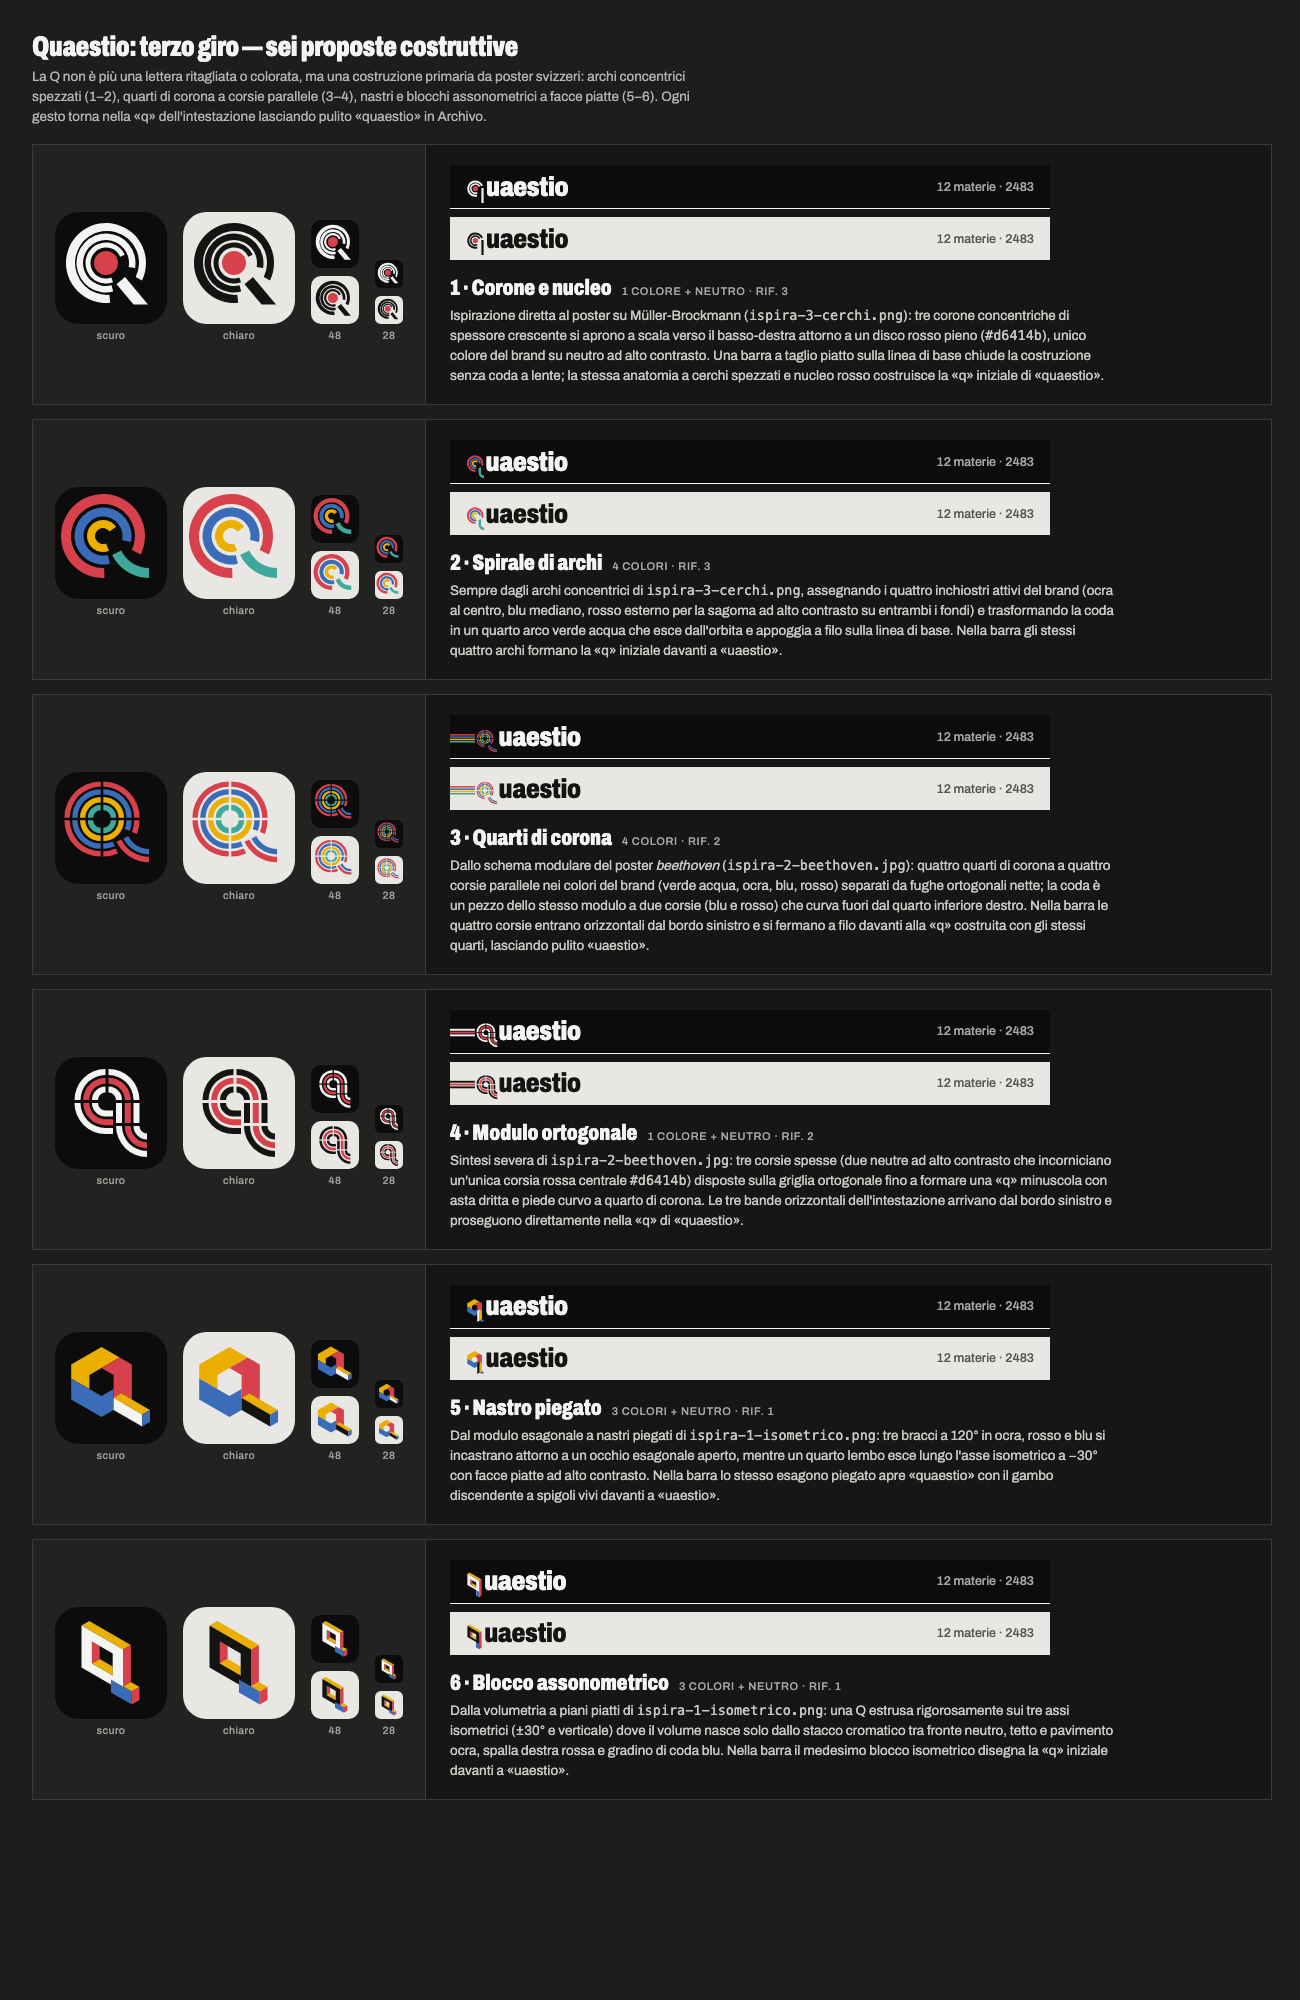 Quaestio: terzo giro — sei proposte costruttive
La Q non è più una lettera ritagliata o colorata, ma una costruzione primaria da poster svizzeri: archi concentrici
spezzati (1–2), quarti di corona a corsie parallele (3–4), nastri e blocchi assonometrici a facce piatte (5–6). Ogni
gesto torna nella «q» dell'intestazione lasciando pulito «quaestio» in Archivo.
scuro
chiaro
48
28
quaestio
12 materie · 2483
quaestio
12 materie · 2483
1 · Corone e nucleo 1 COLORE + NEUTRO · RIF. 3
Ispirazione diretta al poster su Müller-Brockmann (ispira-3-cerchi.png): tre corone concentriche di
spessore crescente si aprono a scala verso il basso-destra attorno a un disco rosso pieno (#d6414b), unico
colore del brand su neutro ad alto contrasto. Una barra a taglio piatto sulla linea di base chiude la costruzione
senza coda a lente; la stessa anatomia a cerchi spezzati e nucleo rosso costruisce la «q» iniziale di «quaestio».
scuro
chiaro
48
28
quaestio
12 materie · 2483
quaestio
12 materie · 2483
2 · Spirale di archi 4 COLORI · RIF. 3
Sempre dagli archi concentrici di ispira-3-cerchi.png, assegnando i quattro inchiostri attivi del brand (ocra
al centro, blu mediano, rosso esterno per la sagoma ad alto contrasto su entrambi i fondi) e trasformando la coda
in un quarto arco verde acqua che esce dall'orbita e appoggia a filo sulla linea di base. Nella barra gli stessi
quattro archi formano la «q» iniziale davanti a «uaestio».
scuro
chiaro
48
28
quaestio
12 materie · 2483
quaestio
12 materie · 2483
3 · Quarti di corona 4 COLORI · RIF. 2
Dallo schema modulare del poster beethoven (ispira-2-beethoven.jpg): quattro quarti di corona a quattro
corsie parallele nei colori del brand (verde acqua, ocra, blu, rosso) separati da fughe ortogonali nette; la coda è
un pezzo dello stesso modulo a due corsie (blu e rosso) che curva fuori dal quarto inferiore destro. Nella barra le
quattro corsie entrano orizzontali dal bordo sinistro e si fermano a filo davanti alla «q» costruita con gli stessi
quarti, lasciando pulito «uaestio».
scuro
chiaro
48
28
quaestio
12 materie · 2483
quaestio
12 materie · 2483
4 · Modulo ortogonale 1 COLORE + NEUTRO · RIF. 2
Sintesi severa di ispira-2-beethoven.jpg: tre corsie spesse (due neutre ad alto contrasto che incorniciano
un'unica corsia rossa centrale #d6414b) disposte sulla griglia ortogonale fino a formare una «q» minuscola con
asta dritta e piede curvo a quarto di corona. Le tre bande orizzontali dell'intestazione arrivano dal bordo sinistro e
proseguono direttamente nella «q» di «quaestio».
scuro
chiaro
48
28
quaestio
12 materie · 2483
quaestio
12 materie · 2483
5 · Nastro piegato 3 COLORI + NEUTRO · RIF. 1
Dal modulo esagonale a nastri piegati di ispira-1-isometrico.png: tre bracci a 120° in ocra, rosso e blu si
incastrano attorno a un occhio esagonale aperto, mentre un quarto lembo esce lungo l'asse isometrico a −30°
con facce piatte ad alto contrasto. Nella barra lo stesso esagono piegato apre «quaestio» con il gambo
discendente a spigoli vivi davanti a «uaestio».
scuro
chiaro
48
28
quaestio
12 materie · 2483
quaestio
12 materie · 2483
6 · Blocco assonometrico 3 COLORI + NEUTRO · RIF. 1
Dalla volumetria a piani piatti di ispira-1-isometrico.png: una Q estrusa rigorosamente sui tre assi
isometrici (±30° e verticale) dove il volume nasce solo dallo stacco cromatico tra fronte neutro, tetto e pavimento
ocra, spalla destra rossa e gradino di coda blu. Nella barra il medesimo blocco isometrico disegna la «q» iniziale
davanti a «uaestio».
scuro
chiaro
48
28